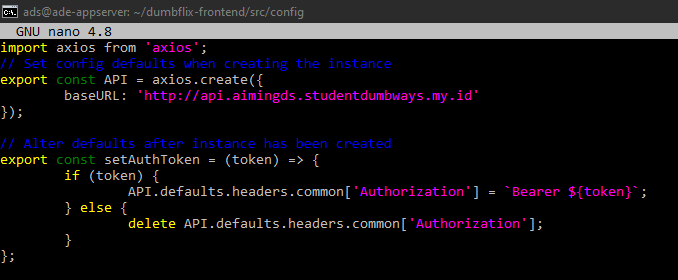 ads@ade-appserver: ~/dumbflix-frontend/src/config
GNU nano 4.8
import axios from 'axios';
// Set config defaults when creating the instance
export const API = axios.create({
        baseURL: 'http://api.aimingds.studentdumbways.my.id'
});

// Alter defaults after instance has been created
export const setAuthToken = (token) => {
        if (token) {
                API.defaults.headers.common['Authorization'] = `Bearer ${token}`;
        } else {
                delete API.defaults.headers.common['Authorization'];
        }
};